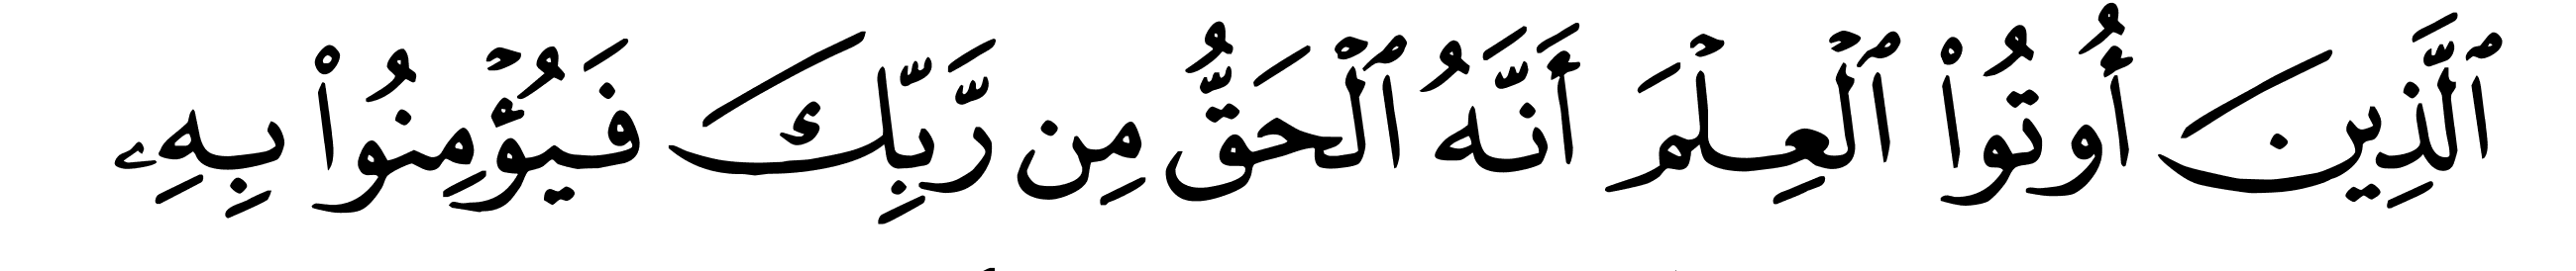 ٱلَّذِينَ أُوتُوا۟ ٱلْعِلْمَ أَنَّهُ ٱلْحَقُّ مِن رَّبِّكَ فَيُؤْمِنُوا۟ بِهِۦ